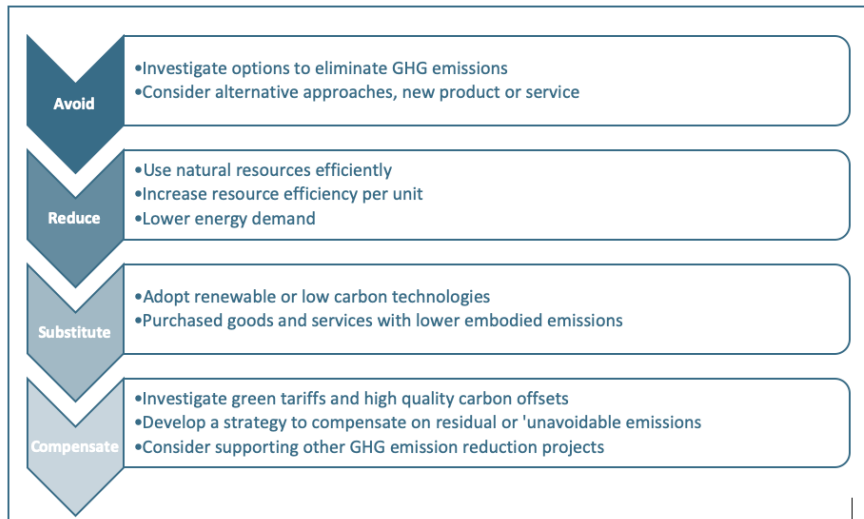 Avoid
•Investigate options to eliminate GHG emissions
•Consider alternative approaches, new product or service
Reduce
•Use natural resources efficiently
•Increase resource efficiency per unit
•Lower energy demand
Substitute
•Adopt renewable or low carbon technologies
•Purchased goods and services with lower embodied emissions
Compensate
•Investigate green tariffs and high quality carbon offsets
•Develop a strategy to compensate on residual or 'unavoidable emissions
•Consider supporting other GHG emission reduction projects